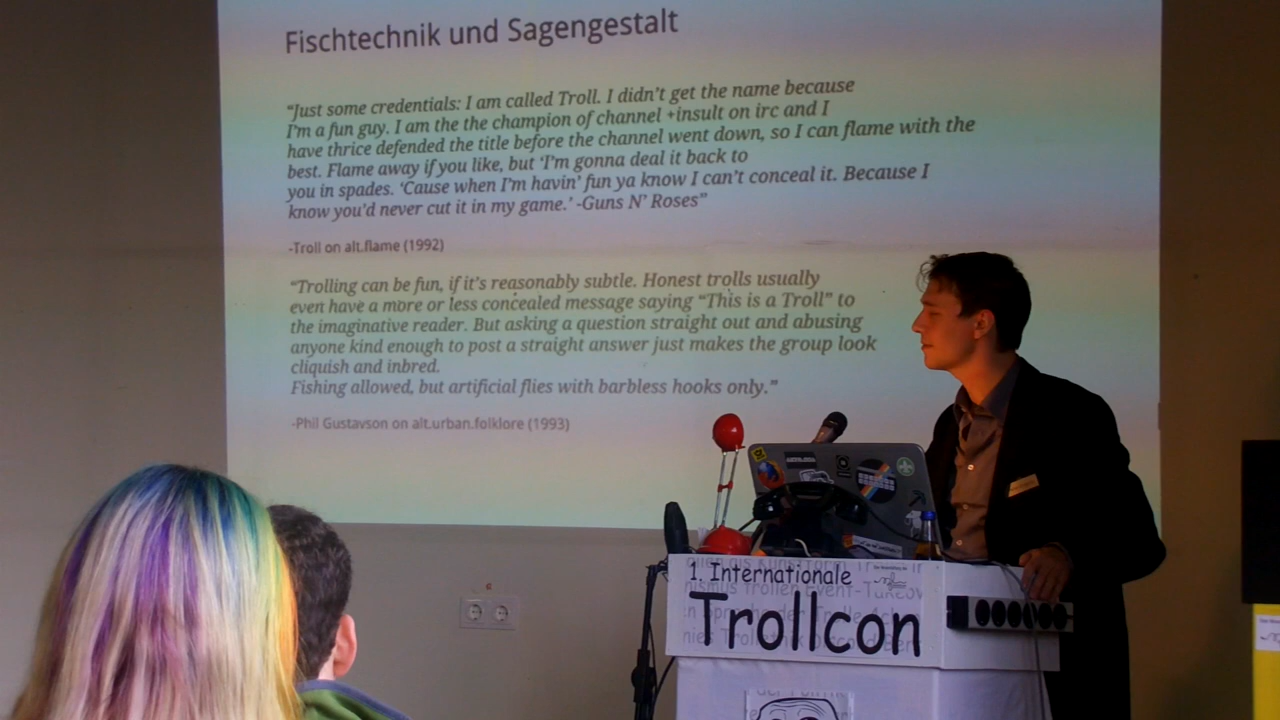 Fischtechnik und Sagengestalt
“Just some credentials: I am called Troll. I didn’t get the name because
I’m a fun guy. I am the the champion of channel +insult on irc and I
have thrice defended the title before the channel went down, so I can flame with the
best. Flame away if you like, but ‘I’m gonna deal it back to
you in spades. ‘Cause when I’m havin’ fun ya know I can’t conceal it. Because I
know you’d never cut it in my game.’ -Guns N’ Roses”
-Troll on alt.flame (1992)
“Trolling can be fun, if it’s reasonably subtle. Honest trolls usually
even have a more or less concealed message saying “This is a Troll” to
the imaginative reader. But asking a question straight out and abusing
anyone kind enough to post a straight answer just makes the group look
cliquish and inbred.
Fishing allowed, but artificial flies with barbless hooks only.”
-Phil Gustavson on alt.urban.folklore (1993)
1. Internationale
Trollcon